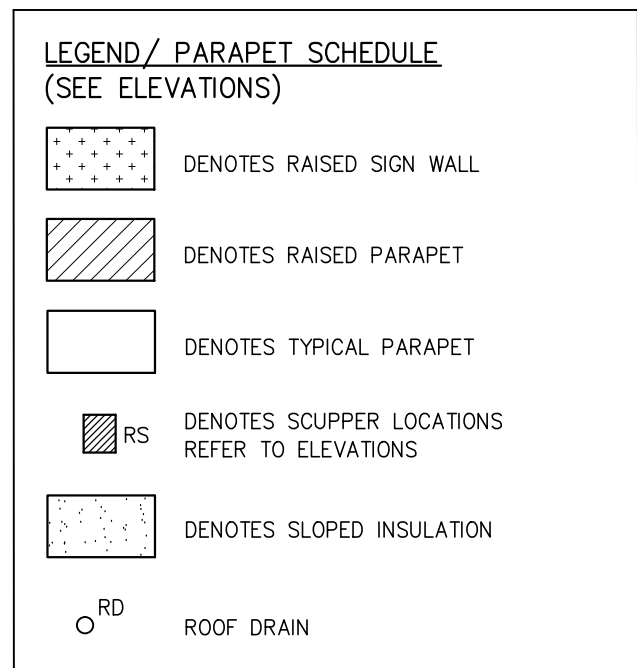 LEGEND/ PARAPET SCHEDULE
(SEE ELEVATIONS)
DENOTES RAISED SIGN WALL
DENOTES RAISED PARAPET
DENOTES TYPICAL PARAPET
RS
DENOTES SCUPPER LOCATIONS
REFER TO ELEVATIONS
DENOTES SLOPED INSULATION
RD
ROOF DRAIN